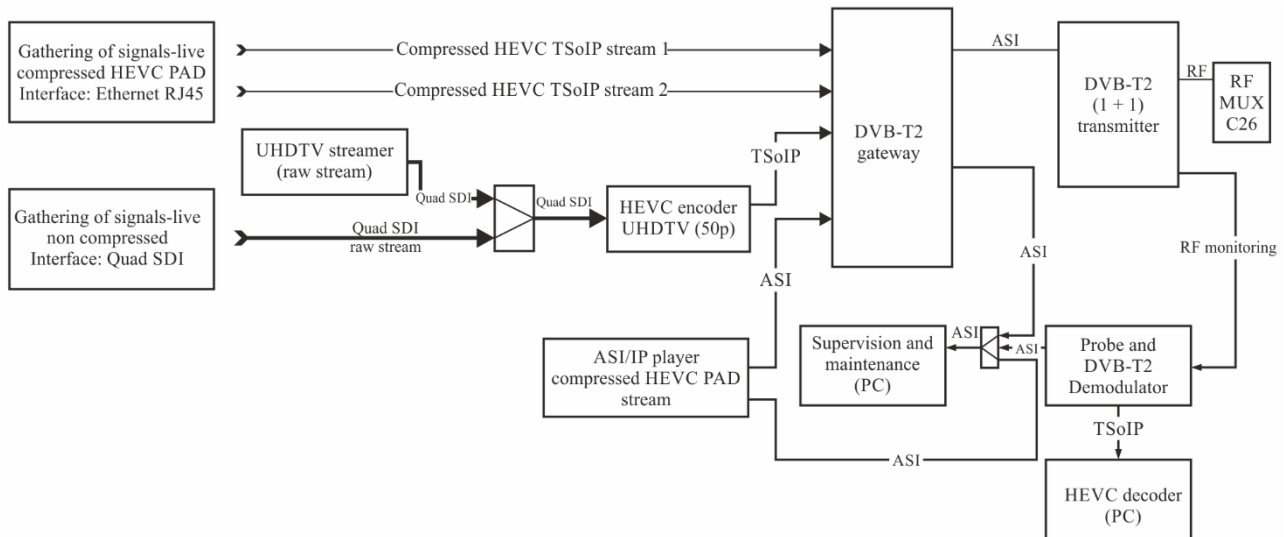 Gathering of signals-live
compressed HEVC PAD
Interface: Ethernet RJ45
Compressed HEVC TSoIP stream 1
Compressed HEVC TSoIP stream 2
UHDTV streamer
(raw stream)
Quad SDI
Gathering of signals-live
non compressed
Interface: Quad SDI
Quad SDI
raw stream
Quad SDI
HEVC encoder
UHDTV (50p)
TSoIP
ASI
DVB-T2
gateway
ASI
DVB-T2
(1 + 1)
transmitter
RF
RF
MUX
C26
ASI
RF monitoring
ASI/IP player
compressed HEVC PAD
stream
Supervision and
maintenance
(PC)
ASI
ASI
Probe and
DVB-T2
Demodulator
ASI
TSoIP
HEVC decoder
(PC)